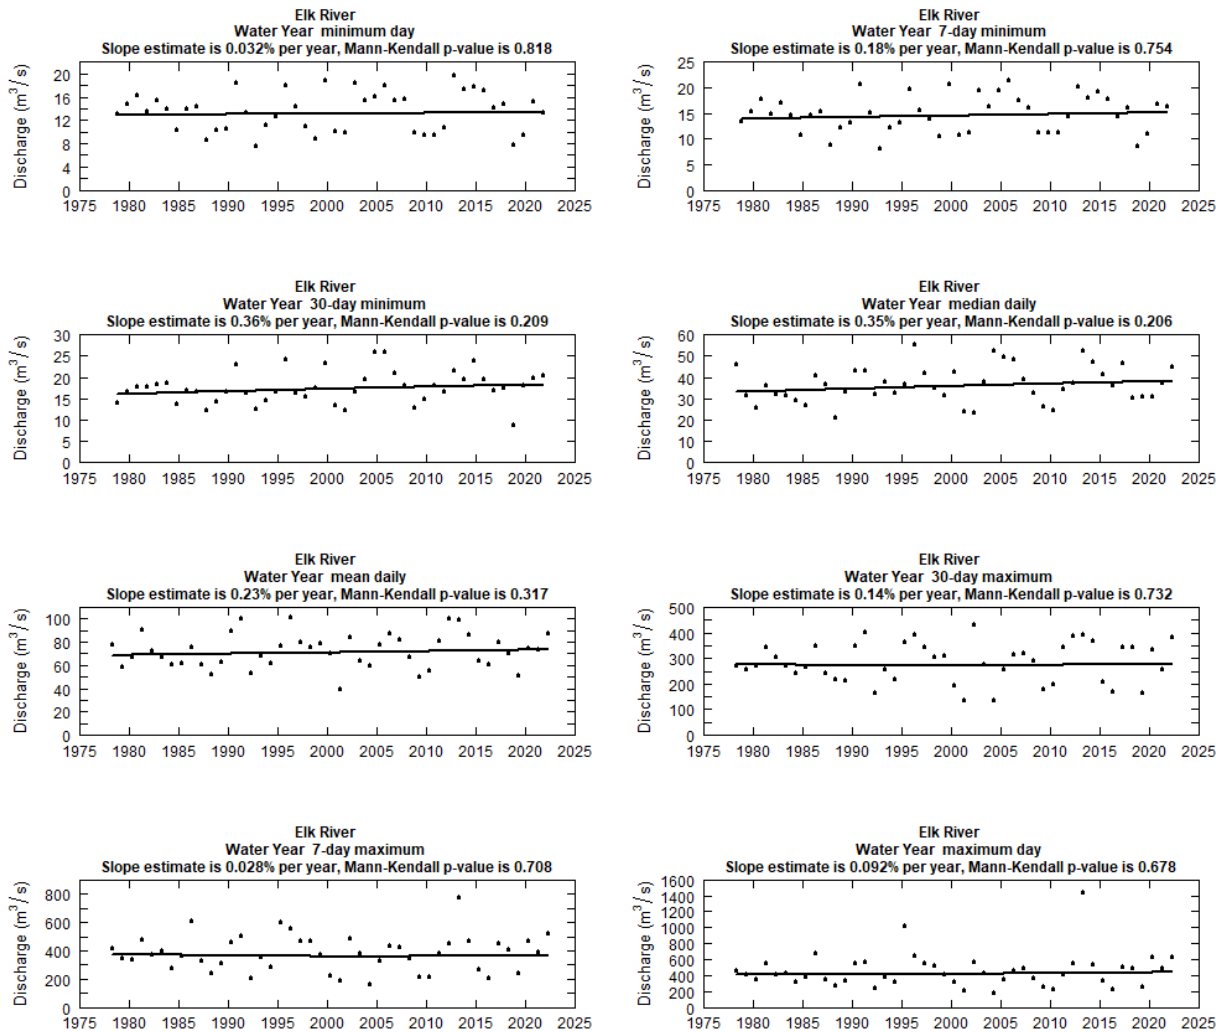 Elk River
Water Year minimum day
Slope estimate is 0.032% per year, Mann-Kendall p-value is 0.818
Discharge (m³/ s)
20
16
12
8
4
0
1975 1980 1985 1990 1995 2000 2005 2010 2015 2020 2025
Elk River
Water Year 7-day minimum
Slope estimate is 0.18% per year, Mann-Kendall p-value is 0.754
Discharge (m³/ s)
25
20
15
10
5
0
1975 1980 1985 1990 1995 2000 2005 2010 2015 2020 2025
Elk River
Water Year 30-day minimum
Slope estimate is 0.36% per year, Mann-Kendall p-value is 0.209
Discharge (m³/ s)
30
25
20
15
10
5
0
1975 1980 1985 1990 1995 2000 2005 2010 2015 2020 2025
Elk River
Water Year median daily
Slope estimate is 0.35% per year, Mann-Kendall p-value is 0.206
Discharge (m³/ s)
60
50
40
30
20
10
0
1975 1980 1985 1990 1995 2000 2005 2010 2015 2020 2025
Elk River
Water Year mean daily
Slope estimate is 0.23% per year, Mann-Kendall p-value is 0.317
Discharge (m³/ s)
100
80
60
40
20
0
1975 1980 1985 1990 1995 2000 2005 2010 2015 2020 2025
Elk River
Water Year 30-day maximum
Slope estimate is 0.14% per year, Mann-Kendall p-value is 0.732
Discharge (m³/ s)
500
400
300
200
100
0
1975 1980 1985 1990 1995 2000 2005 2010 2015 2020 2025
Elk River
Water Year 7-day maximum
Slope estimate is 0.028% per year, Mann-Kendall p-value is 0.708
Discharge (m³/ s)
800
600
400
200
0
1975 1980 1985 1990 1995 2000 2005 2010 2015 2020 2025
Elk River
Water Year maximum day
Slope estimate is 0.092% per year, Mann-Kendall p-value is 0.678
Discharge (m³/ s)
1600
1400
1200
1000
800
600
400
200
0
1975 1980 1985 1990 1995 2000 2005 2010 2015 2020 2025